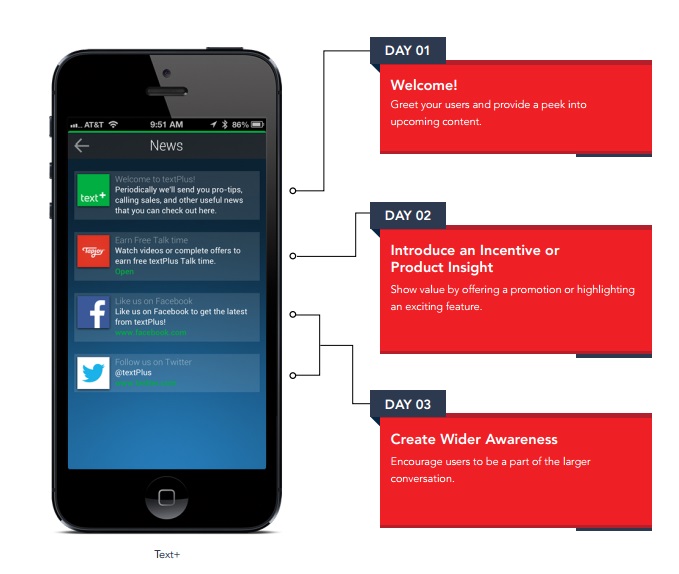 AT&T 9:51 AM 86%
News
text+
Welcome to textPlus!
Periodically we'll send you pro-tips,
calling sales, and other useful news
that you can check out here.
Tapjoy
Earn Free Talk time
Watch videos or complete offers to
earn free textPlus Talk time.
Open
Like us on Facebook
Like us on Facebook to get the latest
from textPlus!
www.facebook.com
Follow us on Twitter
@textPlus
Text+
DAY 01
Welcome!
Greet your users and provide a peek into
upcoming content.
DAY 02
Introduce an Incentive or
Product Insight
Show value by offering a promotion or highlighting
an exciting feature.
DAY 03
Create Wider Awareness
Encourage users to be a part of the larger
conversation.